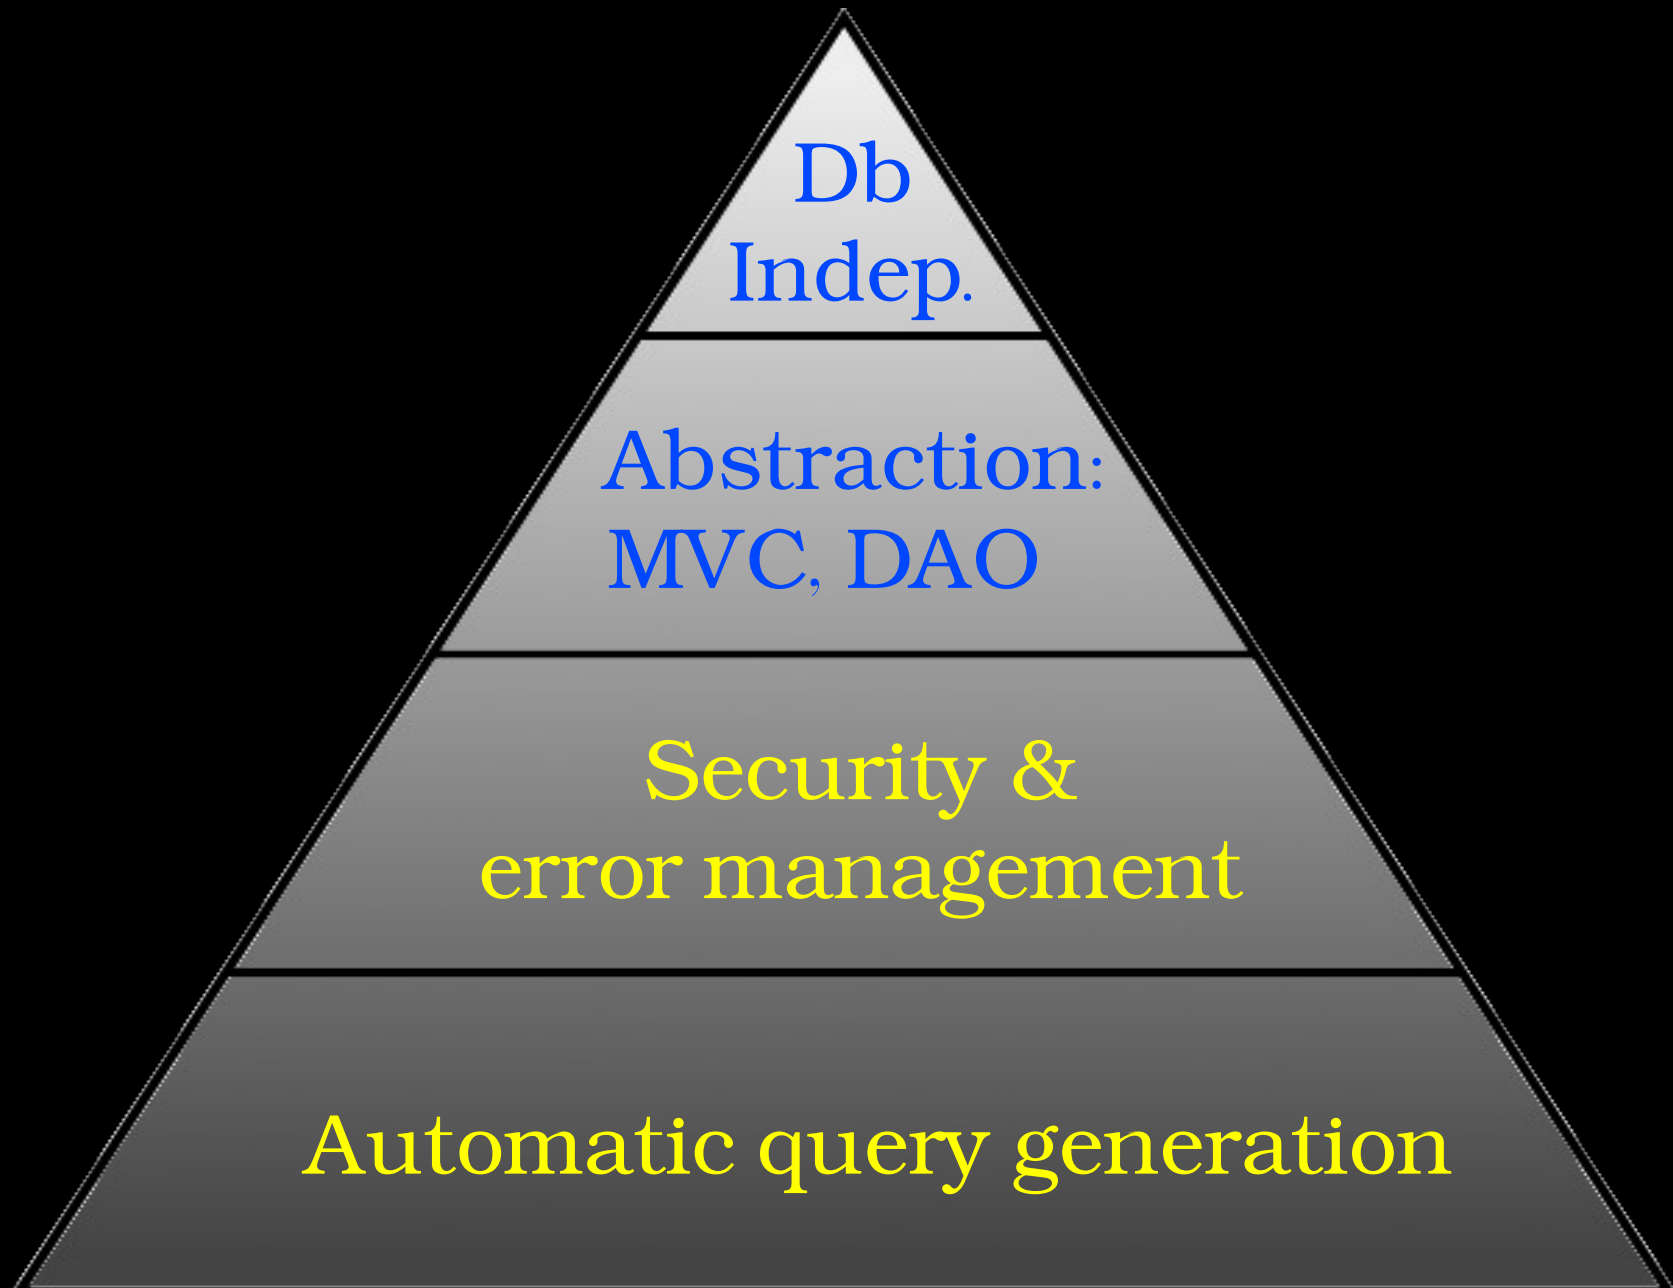 Db
Indep.
Abstraction:
MVC, DAO
Security &
error management
Automatic query generation